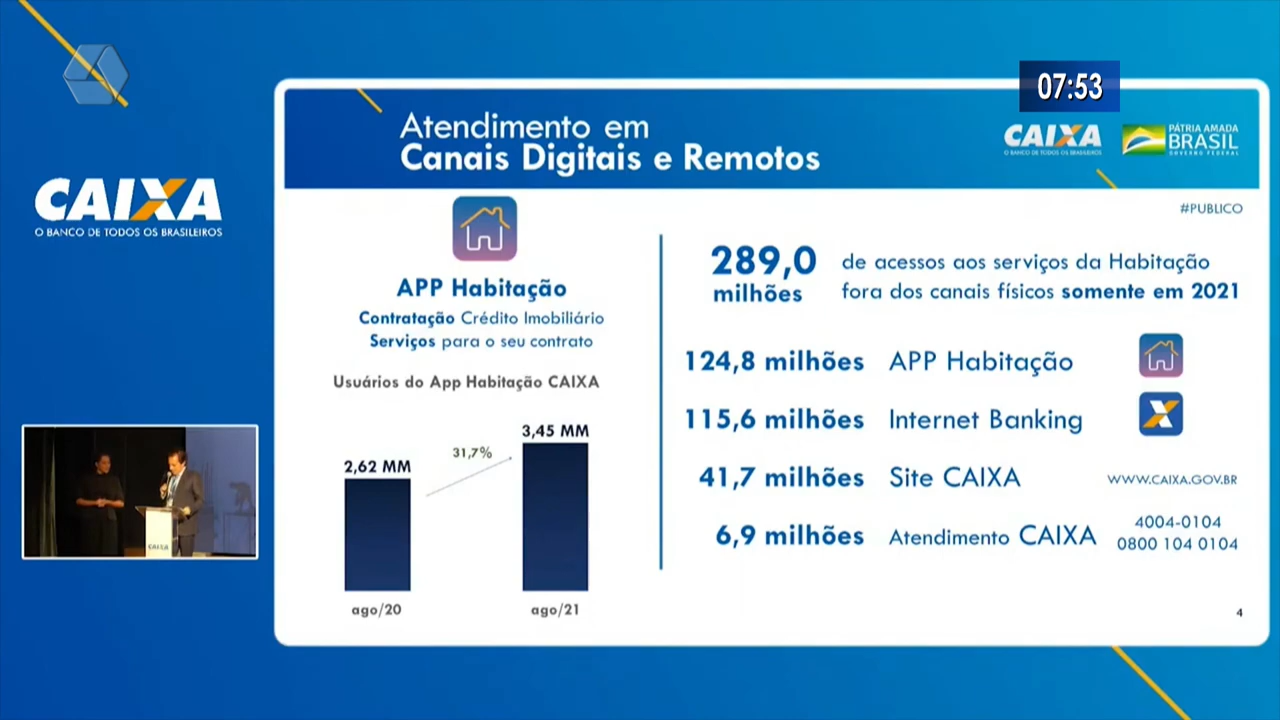 07:53
Atendimento em
Canais Digitais e Remotos
CAIXA
O BANCO DE TODOS OS BRASILEIROS
PÁTRIA AMADA
BRASIL
GOVERNO FEDERAL
CAIXA
O BANCO DE TODOS OS BRASILEIROS
#PUBLICO
APP Habitação
Contratação Crédito Imobiliário
Serviços para o seu contrato
Usuários do App Habitação CAIXA
2,62 MM
31,7%
3,45 MM
ago/20
ago/21
289,0
milhões
de acessos aos serviços da Habitação
fora dos canais físicos somente em 2021
124,8 milhões APP Habitação
115,6 milhões Internet Banking
41,7 milhões Site CAIXA WWW.CAIXA.GOV.BR
6,9 milhões Atendimento CAIXA
4004-0104
0800 104 0104
CAIXA
4